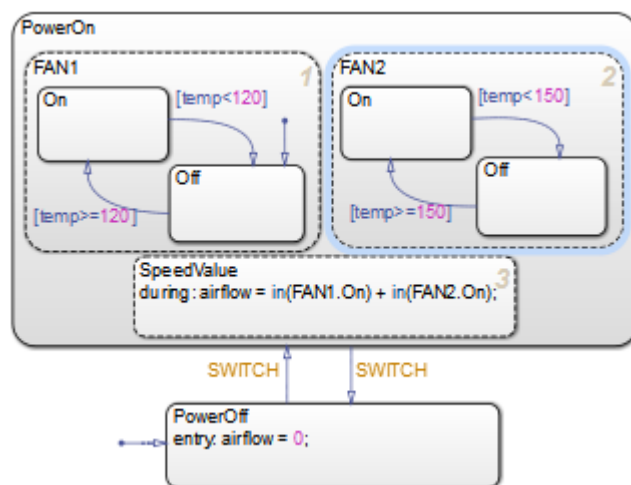 PowerOn
FAN1
1
On
[temp<120]
Off
[temp>=120]
FAN2
2
On
[temp<150]
Off
[temp>=150]
SpeedValue
3
during: airflow = in(FAN1.On) + in(FAN2.On);
SWITCH
SWITCH
PowerOff
entry: airflow = 0;